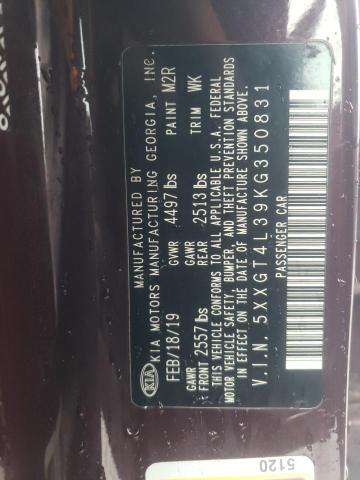 MANUFACTURED BY
KIA MOTORS MANUFACTURING GEORGIA, INC.
KIA
FEB/18/19
GVWR 4497 lbs
PAINT M2R
GAWR FRONT 2557 lbs
GAWR REAR 2513 lbs
TRIM WK
THIS VEHICLE CONFORMS TO ALL APPLICABLE U.S.A. FEDERAL
MOTOR VEHICLE SAFETY, BUMPER, AND THEFT PREVENTION STANDARDS
IN EFFECT ON THE DATE OF MANUFACTURE SHOWN ABOVE.
V.I.N. 5XXGT4L39KG350831
PASSENGER CAR
5120